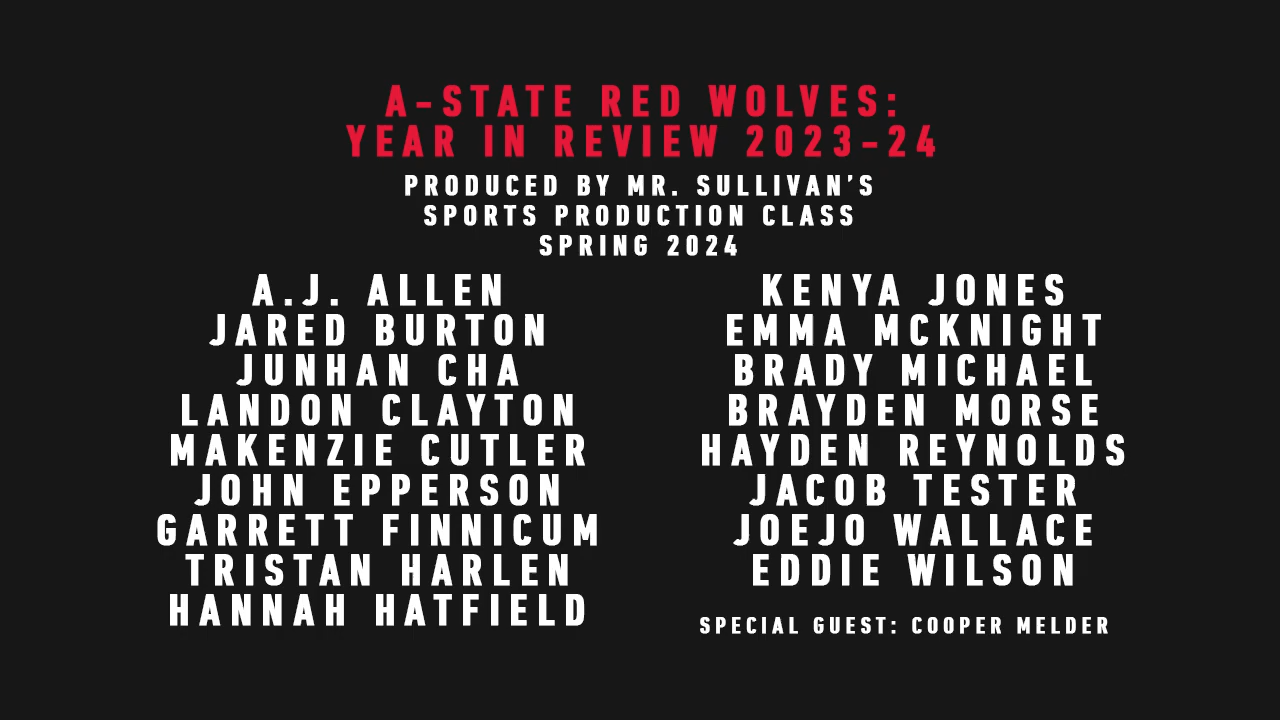 A-STATE RED WOLVES:
YEAR IN REVIEW 2023-24
PRODUCED BY MR. SULLIVAN'S
SPORTS PRODUCTION CLASS
SPRING 2024
A.J. ALLEN
JARED BURTON
JUNHAN CHA
LANDON CLAYTON
MAKENZIE CUTLER
JOHN EPPERSON
GARRETT FINNICUM
TRISTAN HARLEN
HANNAH HATFIELD
KENYA JONES
EMMA MCKNIGHT
BRADY MICHAEL
BRAYDEN MORSE
HAYDEN REYNOLDS
JACOB TESTER
JOEJO WALLACE
EDDIE WILSON
SPECIAL GUEST: COOPER MELDER